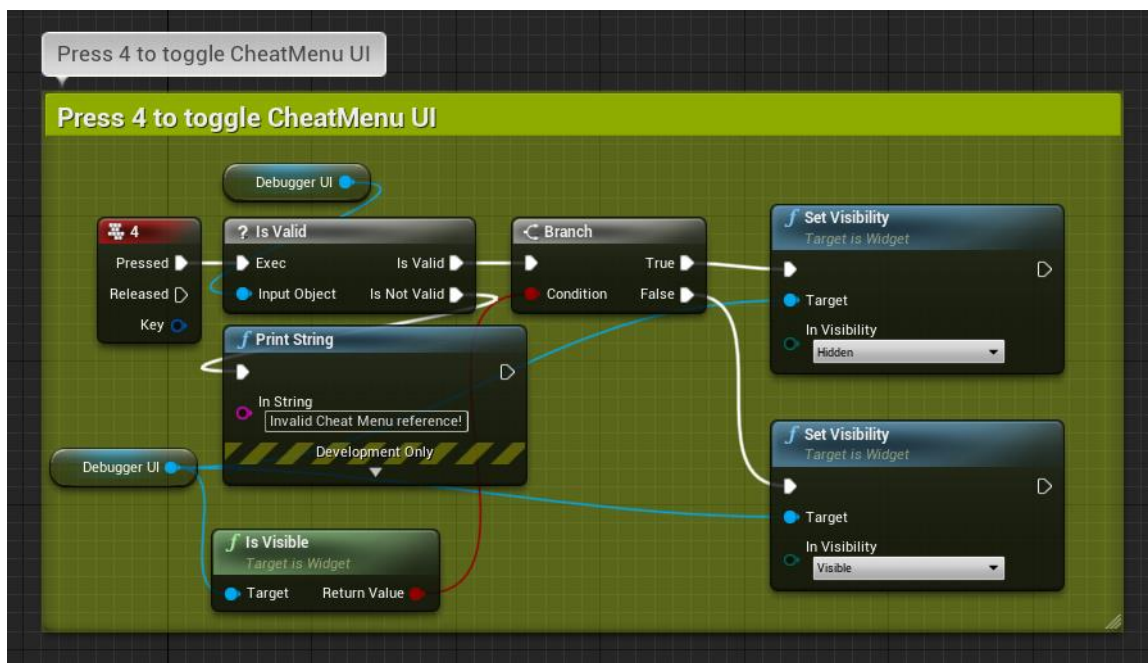 Press 4 to toggle CheatMenu UI
Press 4 to toggle CheatMenu UI
Debugger UI
4
Pressed
Released
Key
? Is Valid
Exec Is Valid
Input Object Is Not Valid
Branch
True
Condition False
f Set Visibility
Target is Widget
Target
In Visibility
Hidden
f Print String
In String
Invalid Cheat Menu reference!
Development Only
Debugger UI
f Set Visibility
Target is Widget
Target
In Visibility
Visible
f Is Visible
Target is Widget
Target Return Value